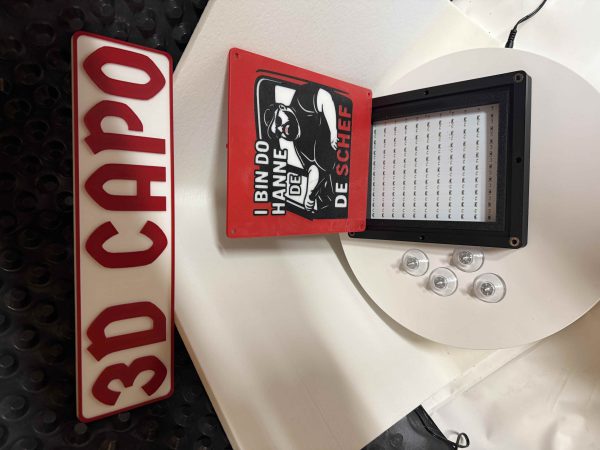 3D CAPO
I BIN DO
HANNE
DE
DE SCHEF